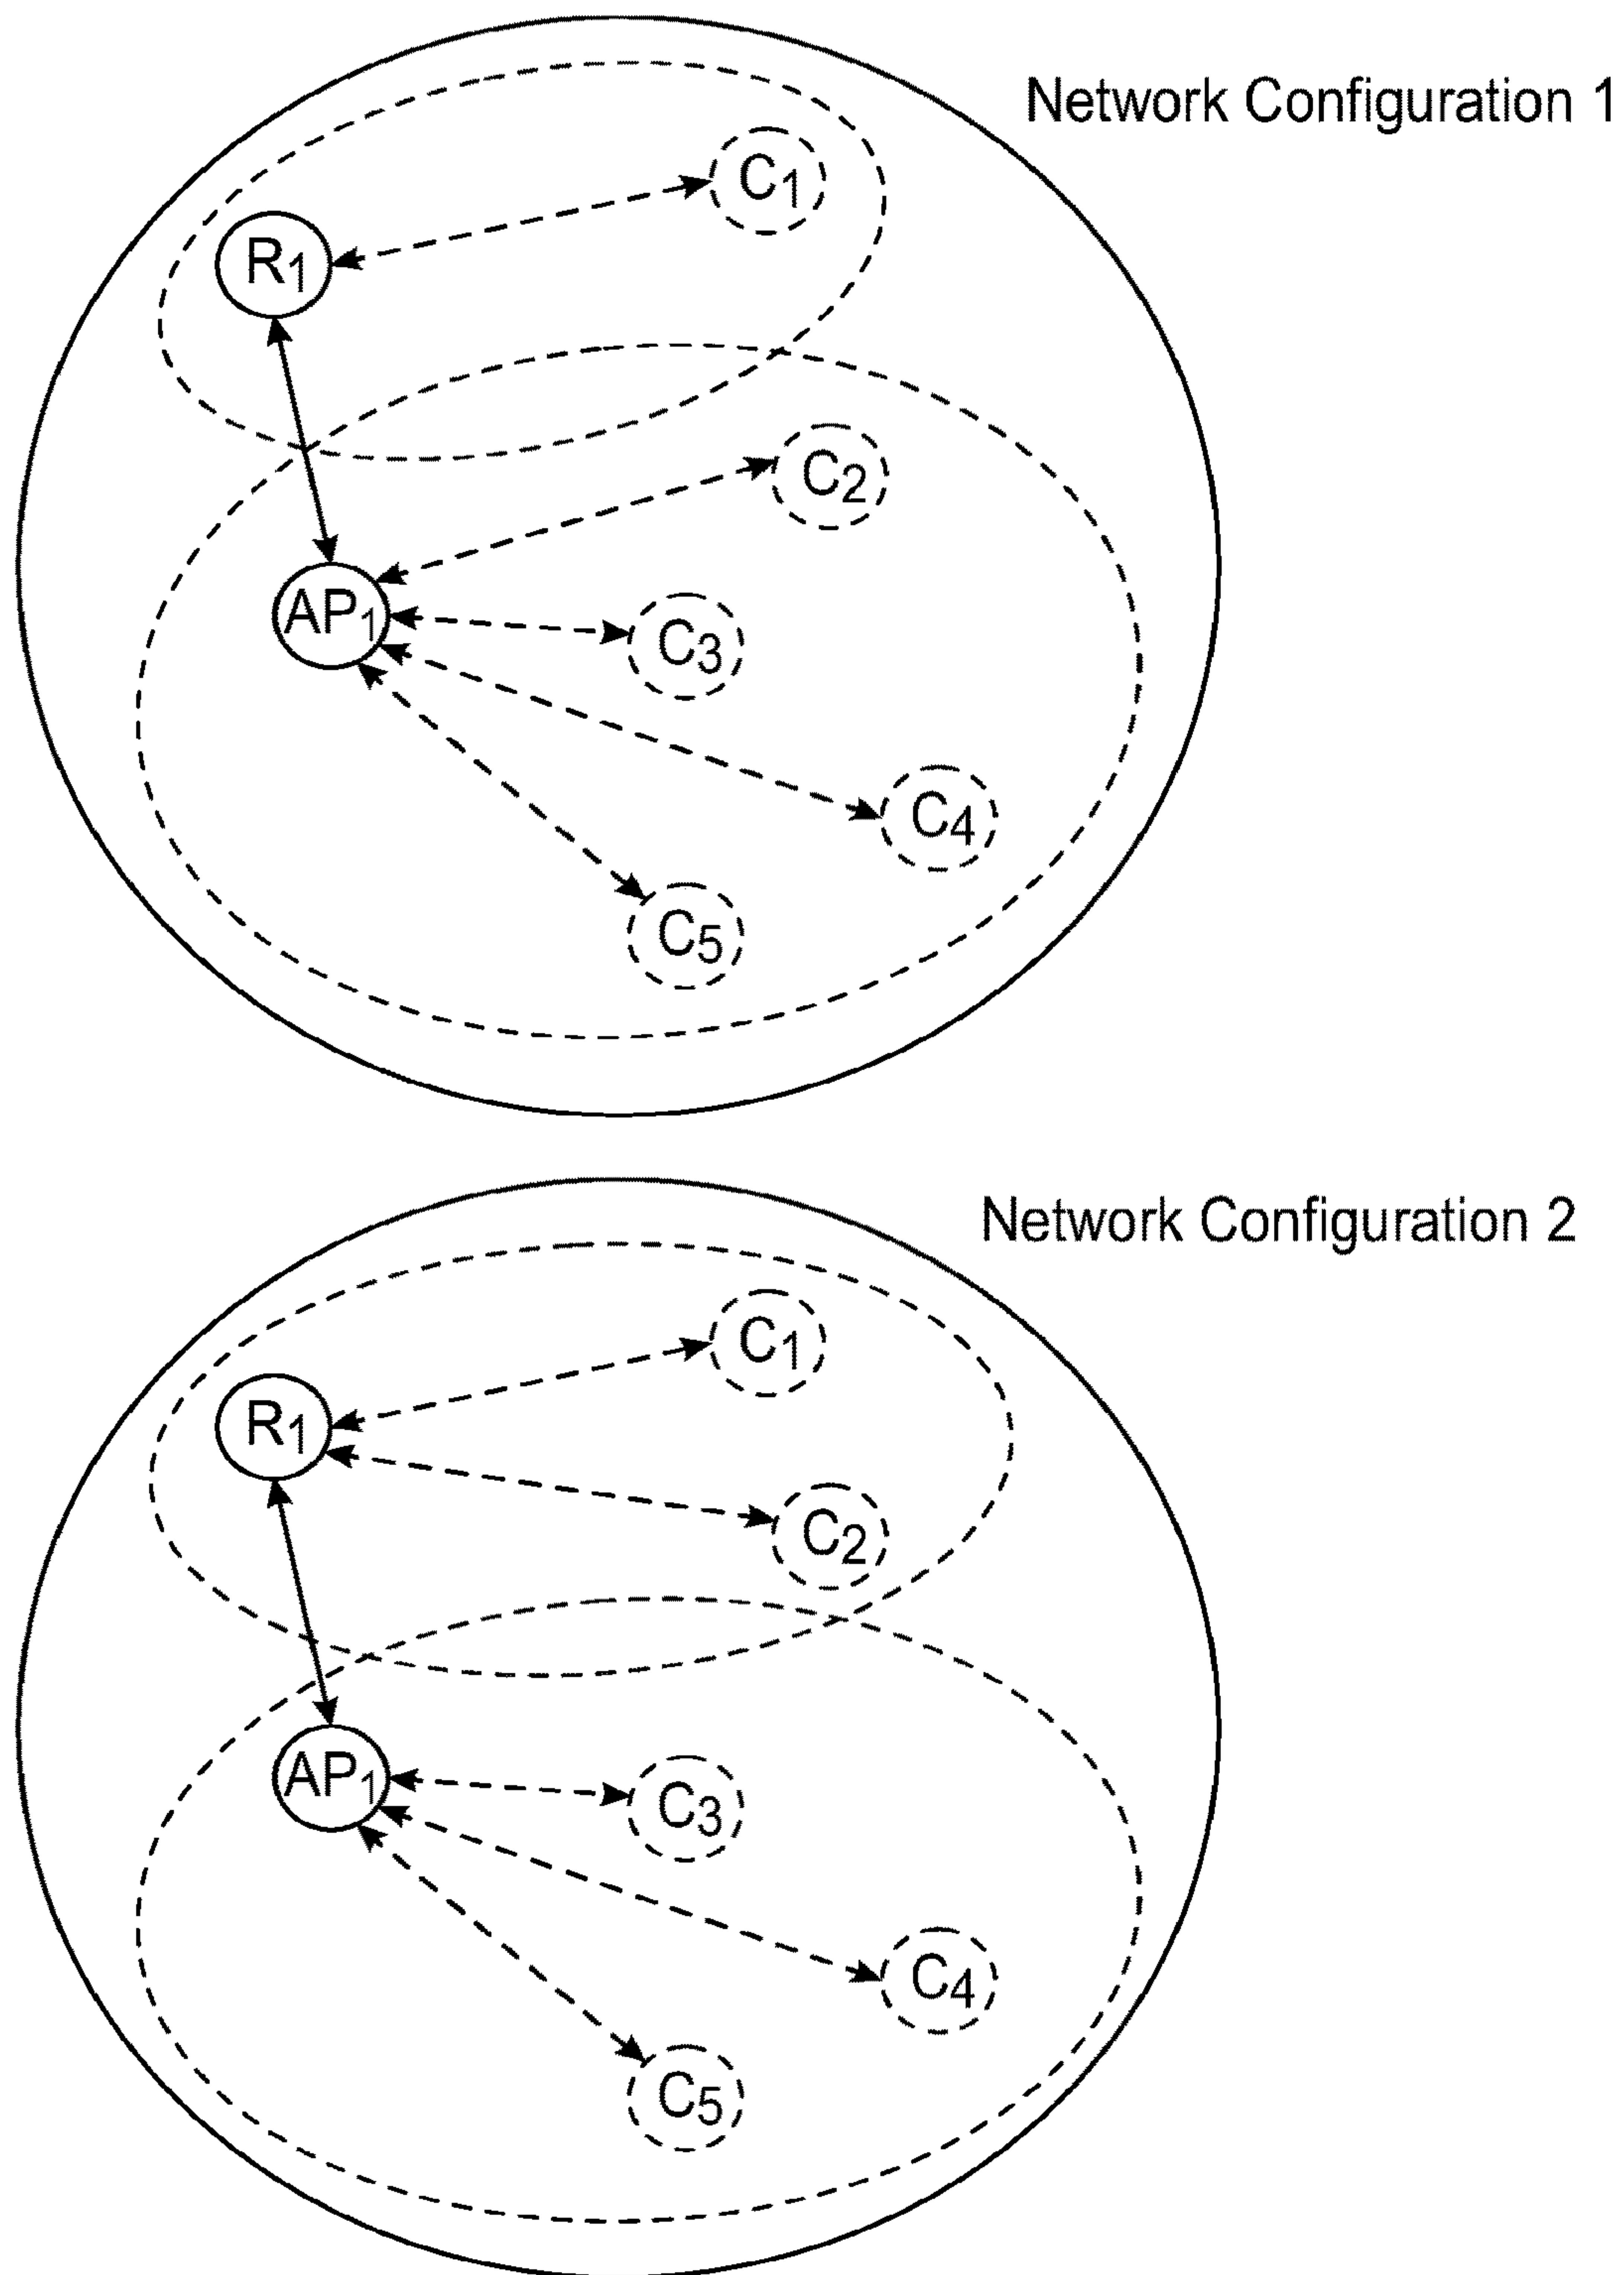 Network Configuration 1
C1
R1
C2
AP1
C3
C4
C5
Network Configuration 2
C1
R1
C2
AP1
C3
C4
C5